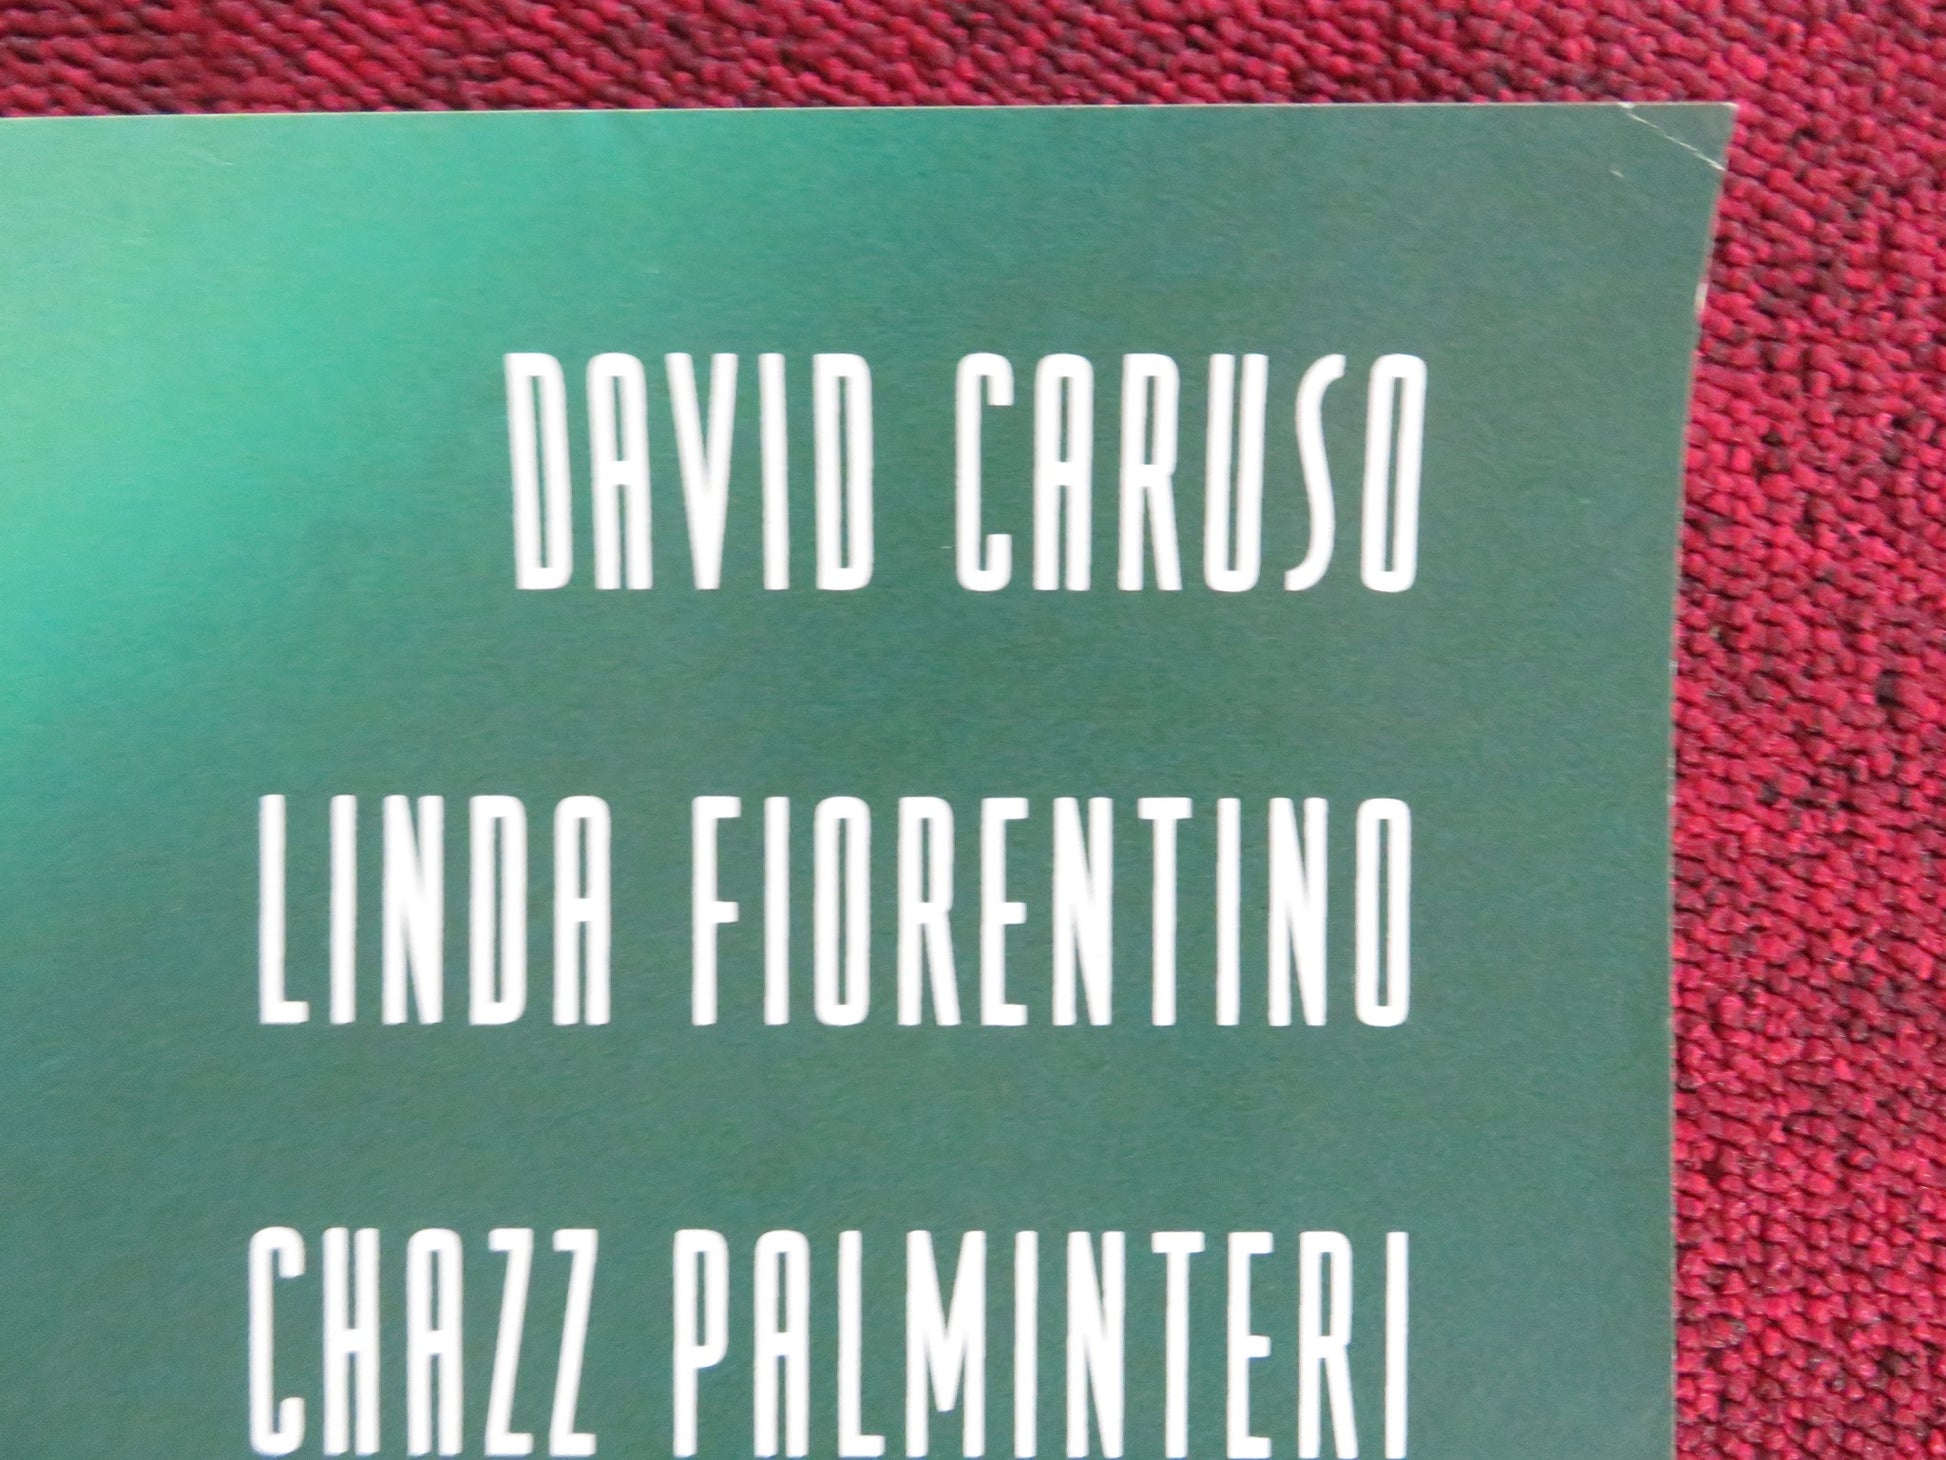 DAVID CARUSO
LINDA FIORENTINO
CHAZZ PALMINTERI